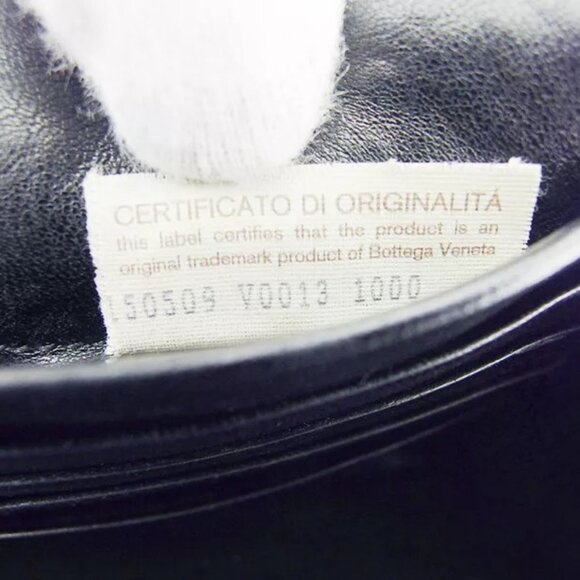 CERTIFICATO DI ORIGINALITÁ
this label certifies that the product is an
original trademark product of Bottega Veneta
150509 V0013 1000